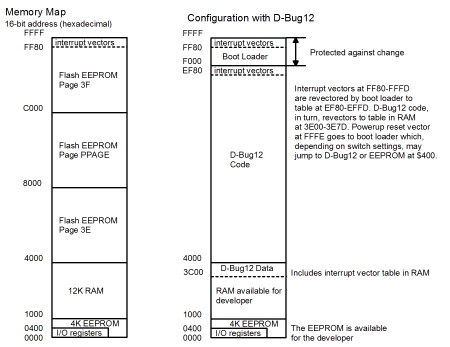 Memory Map
16-bit address (hexadecimal)
FFFF
interrupt vectors
FF80
Flash EEPROM
Page 3F
C000
Flash EEPROM
Page PPAGE
8000
Flash EEPROM
Page 3E
4000
12K RAM
1000
4K EEPROM
0400
I/O registers
0000
Configuration with D-Bug12
FFFF
interrupt vectors
FF80
Boot Loader
Protected against change
F000
EF80
interrupt vectors
Interrupt vectors at FF80-FFFD
are revectored by boot loader to
table at EF80-EFFD. D-Bug12 code,
in turn, revectors to table in RAM
at 3E00-3E7D. Powerup reset vector
at FFFE goes to boot loader which,
depending on switch settings, may
jump to D-Bug12 or EEPROM at $400.
D-Bug12
Code
4000
D-Bug12 Data
3C00
Includes interrupt vector table in RAM
RAM available for
developer
1000
4K EEPROM
0400
I/O registers
0000
The EEPROM is available
for the developer